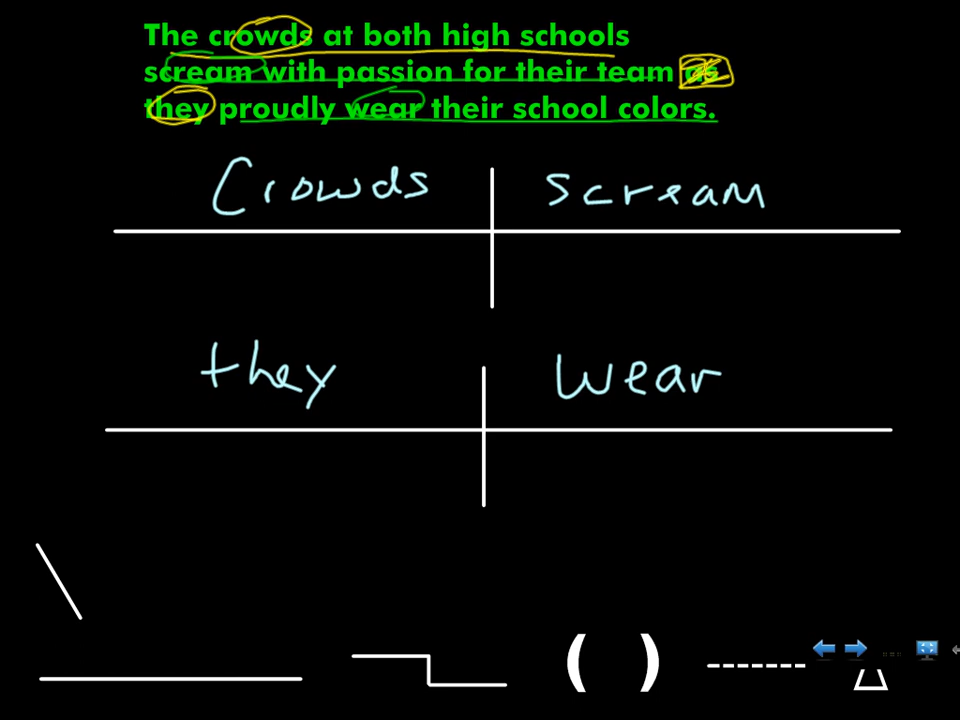 The crowds at both high schools
scream with passion for their team as
they proudly wear their school colors.
Crowds scream
they wear
( )